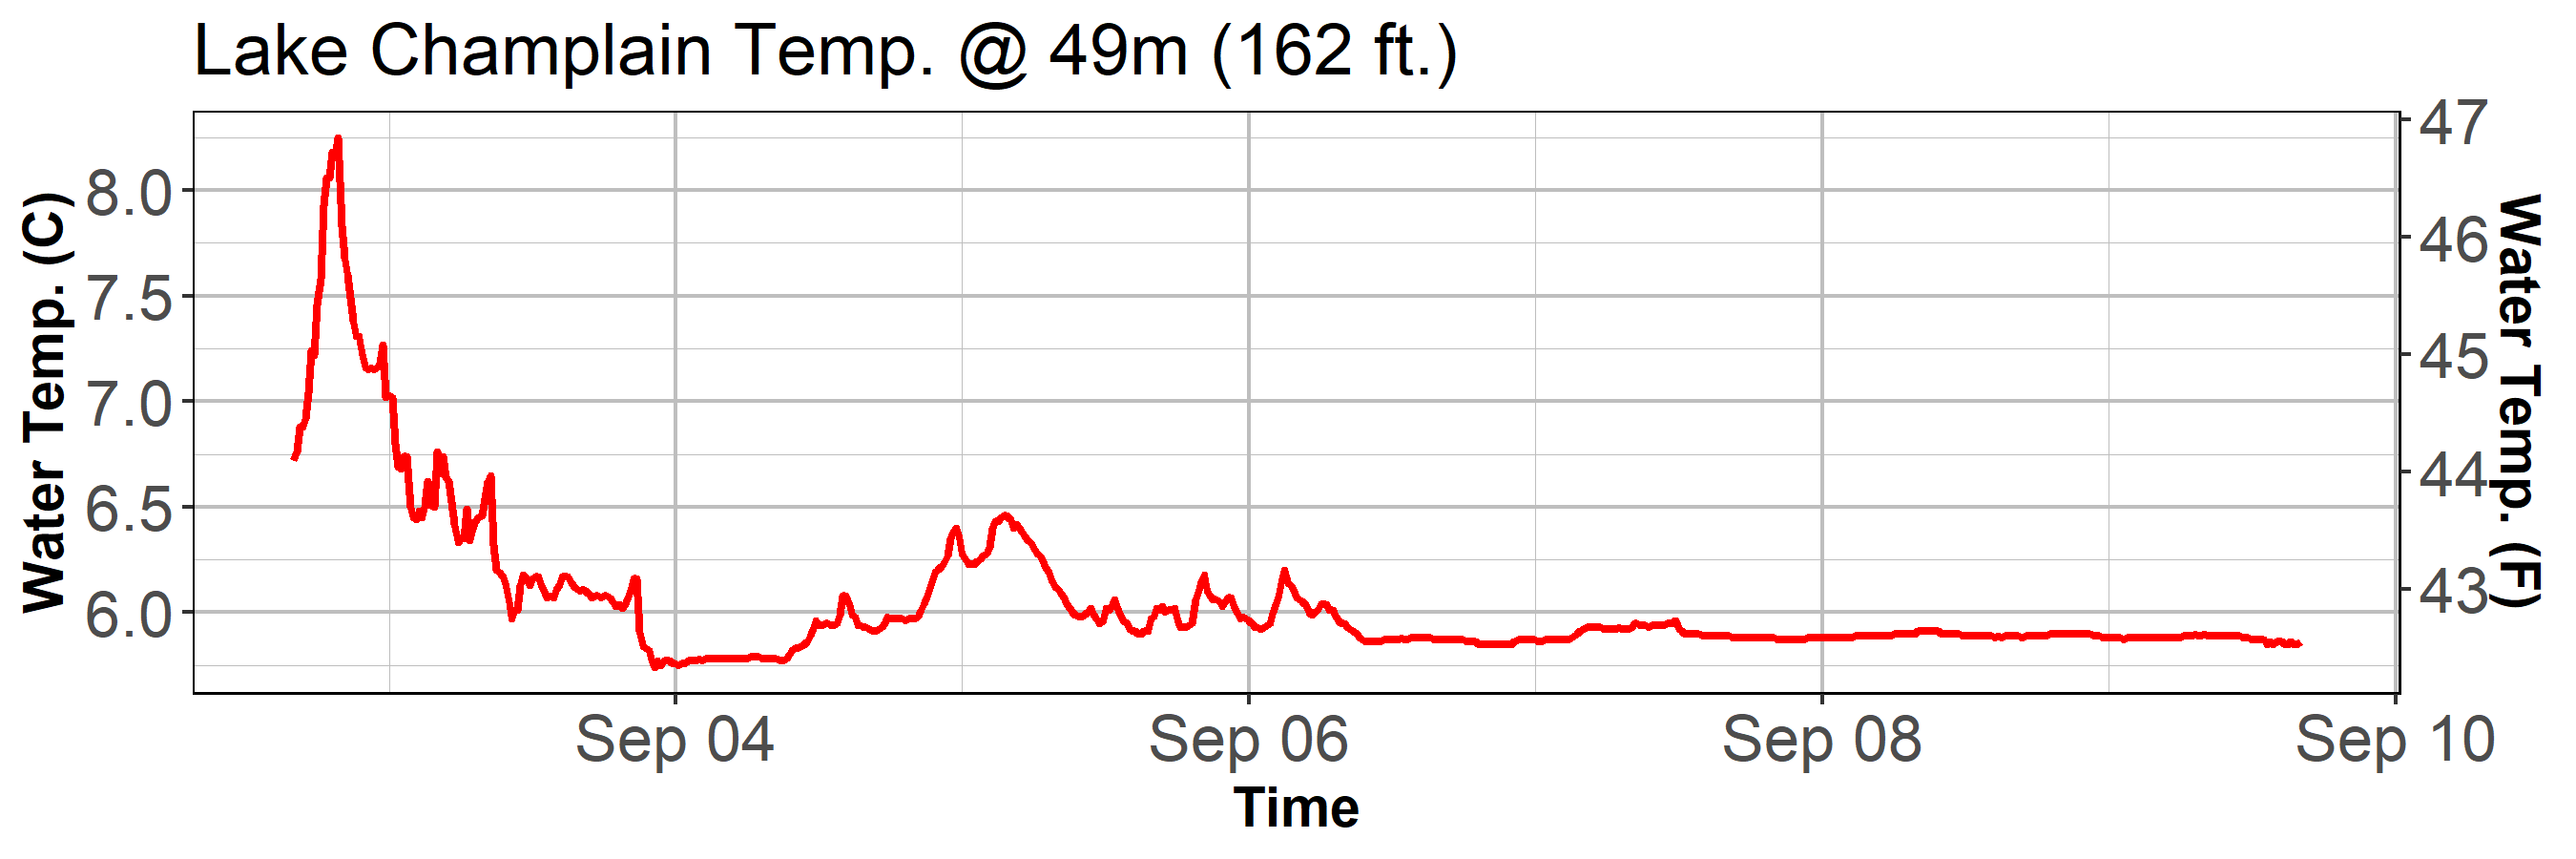 Lake Champlain Temp. @ 49m (162 ft.)
Water Temp. (C)
8.0
7.5
7.0
6.5
6.0
47
46
45
44
43
Water Temp. (F)
Sep 04
Sep 06
Sep 08
Sep 10
Time